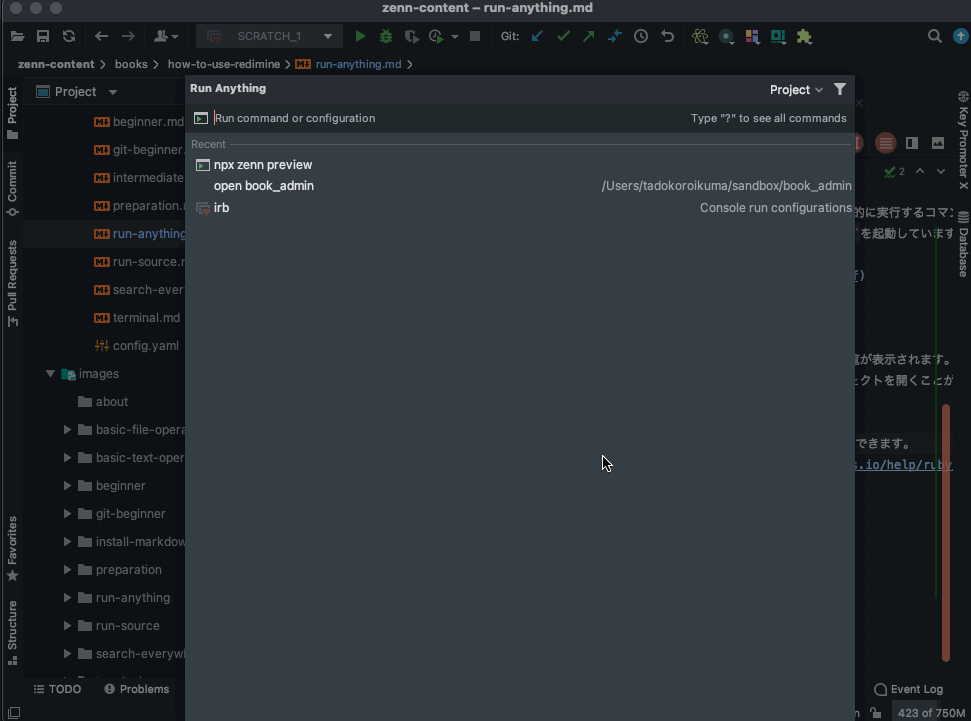 zenn-content – run-anything.md
SCRATCH_1
Git:
zenn-content
books
how-to-use-redimine
run-anything.md
Project
Commit
Pull Requests
Favorites
Structure
Project
beginner.md
git-beginner
intermediate
preparation.
run-anything
run-source.
search-ever
terminal.md
config.yaml
images
about
basic-file-opera
basic-text-oper
beginner
git-beginner
install-markdow
preparation
run-anything
run-source
search-everywh
Run Anything
Project
Run command or configuration
Type "?" to see all commands
Recent
npx zenn preview
open book_admin
/Users/tadokoroikuma/sandbox/book_admin
irb
Console run configurations
2
的に実行するコマン
を起動しています
)
が表示されます。
ェクトを開くことが
できます。
s.io/help/ruby
Key Promoter X
Database
TODO
Problems
Event Log
423 of 750M